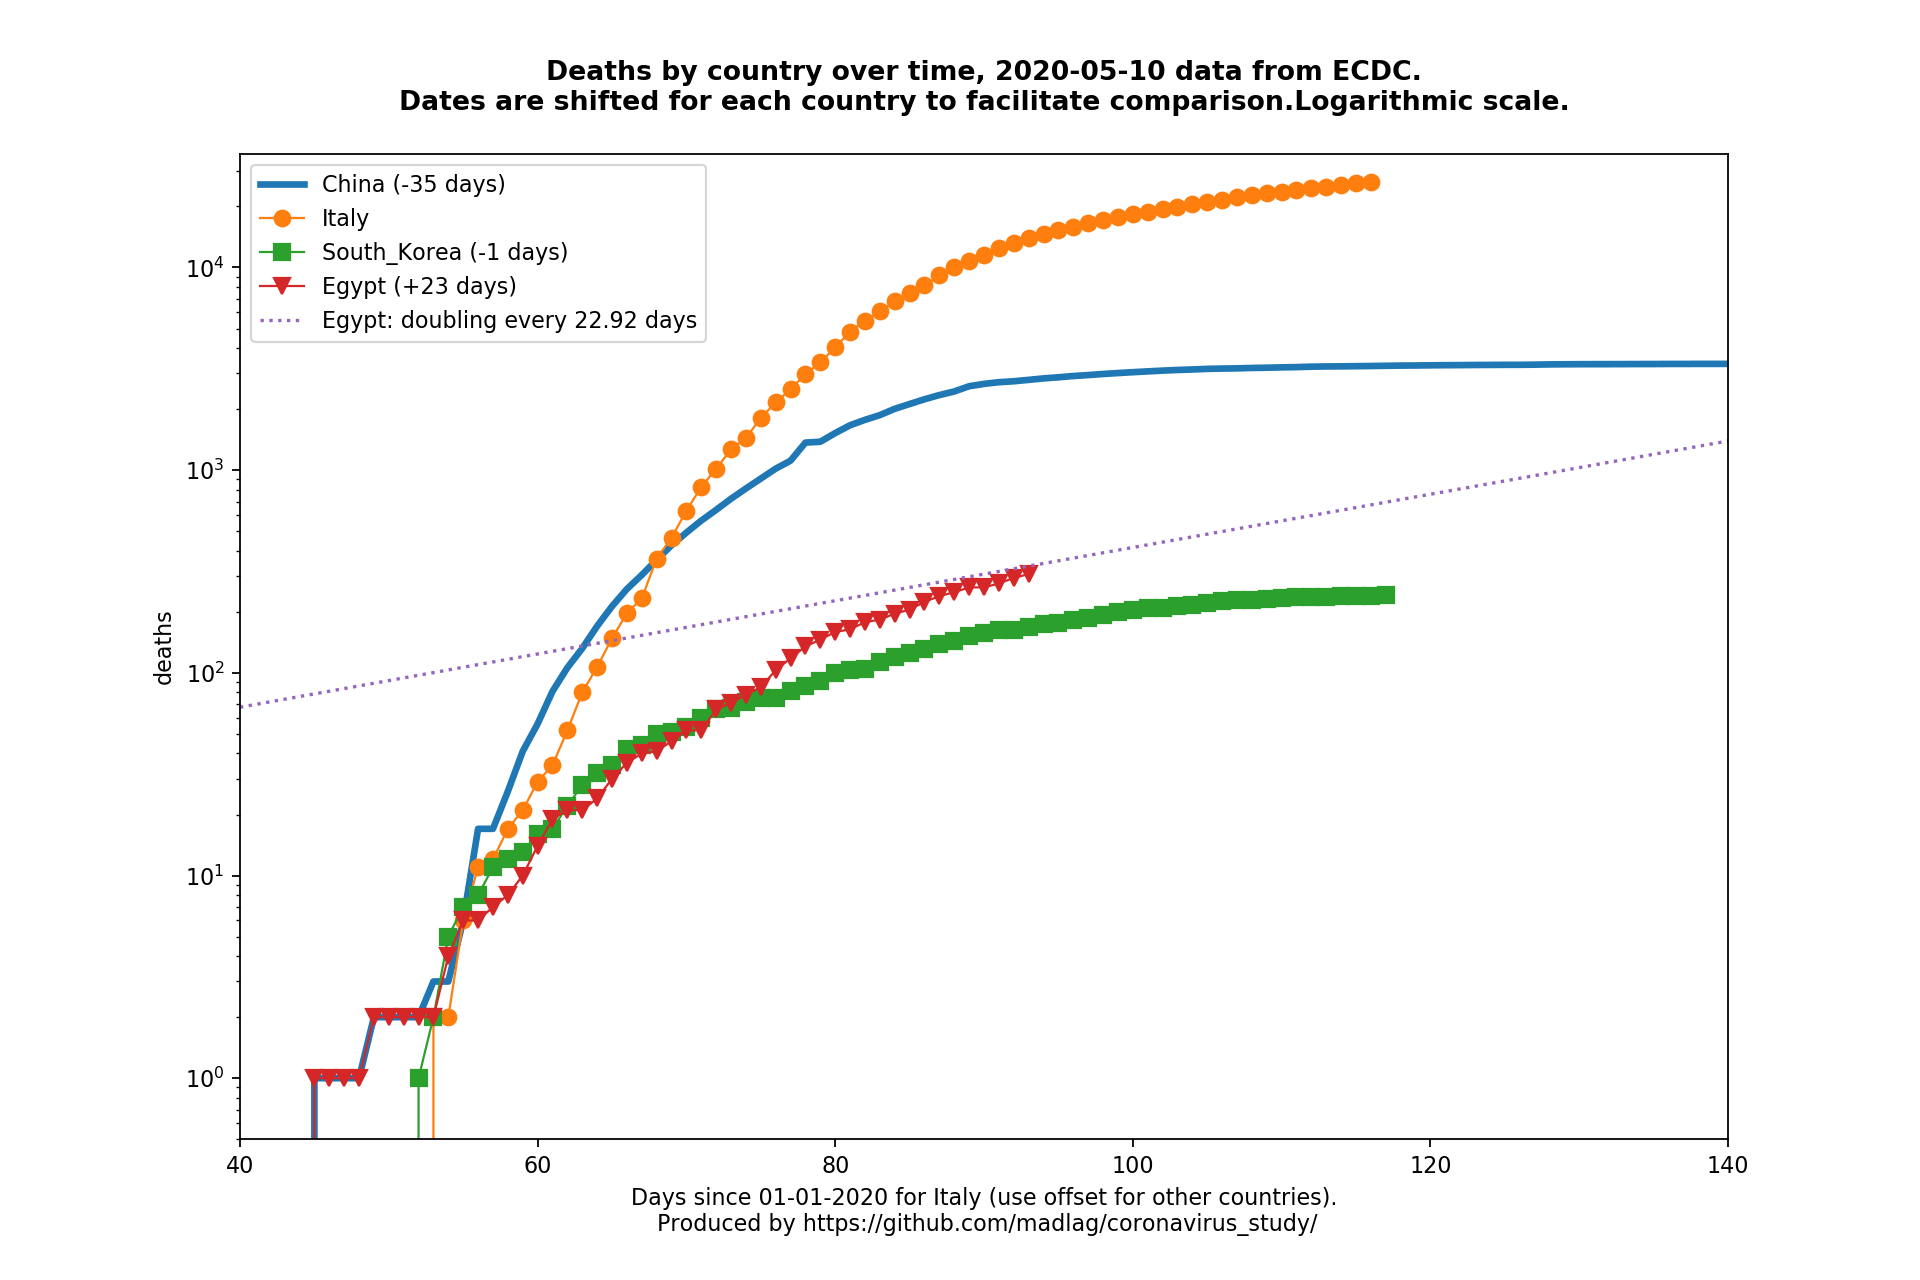 Deaths by country over time, 2020-05-10 data from ECDC.
Dates are shifted for each country to facilitate comparison.Logarithmic scale.
China (-35 days)
Italy
South_Korea (-1 days)
Egypt (+23 days)
Egypt: doubling every 22.92 days
deaths
10⁴
10³
10²
10¹
10⁰
40 60 80 100 120 140
Days since 01-01-2020 for Italy (use offset for other countries).
Produced by https://github.com/madlag/coronavirus_study/